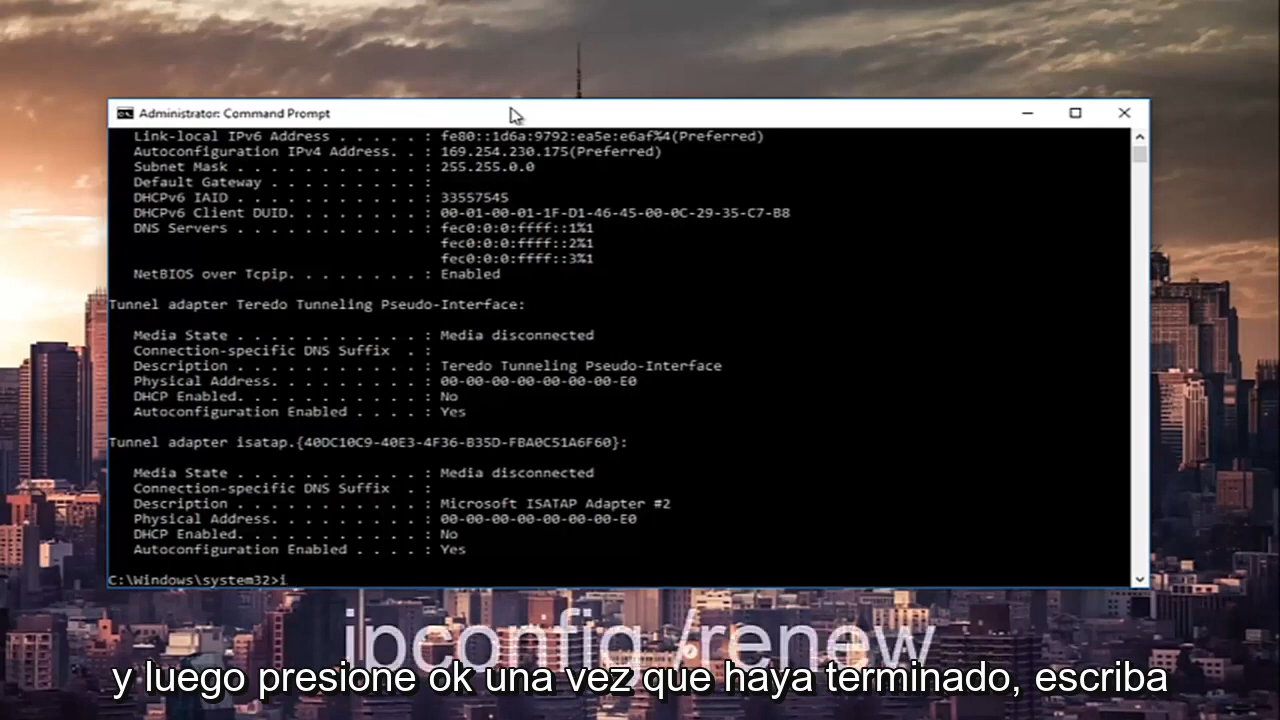 Administrator: Command Prompt
Link-local IPv6 Address . . . . . : fe80::1d6a:9792:ea5e:e6af%4(Preferred)
Autoconfiguration IPv4 Address. . : 169.254.230.175(Preferred)
Subnet Mask . . . . . . . . . . . : 255.255.0.0
Default Gateway . . . . . . . . . :
DHCPv6 IAID . . . . . . . . . . . : 33557545
DHCPv6 Client DUID. . . . . . . . : 00-01-00-01-1F-D1-46-45-00-0C-29-35-C7-B8
DNS Servers . . . . . . . . . . . : fec0:0:0:ffff::1%1
fec0:0:0:ffff::2%1
fec0:0:0:ffff::3%1
NetBIOS over Tcpip. . . . . . . . : Enabled
Tunnel adapter Teredo Tunneling Pseudo-Interface:
Media State . . . . . . . . . . . : Media disconnected
Connection-specific DNS Suffix  . :
Description . . . . . . . . . . . : Teredo Tunneling Pseudo-Interface
Physical Address. . . . . . . . . : 00-00-00-00-00-00-00-E0
DHCP Enabled. . . . . . . . . . . : No
Autoconfiguration Enabled . . . . : Yes
Tunnel adapter isatap.{40DC10C9-40E3-4F36-B35D-FBA0C51A6F60}:
Media State . . . . . . . . . . . : Media disconnected
Connection-specific DNS Suffix  . :
Description . . . . . . . . . . . : Microsoft ISATAP Adapter #2
Physical Address. . . . . . . . . : 00-00-00-00-00-00-00-E0
DHCP Enabled. . . . . . . . . . . : No
Autoconfiguration Enabled . . . . : Yes
C:\Windows\system32>i
ipconfig /renew
y luego presione ok una vez que haya terminado, escriba